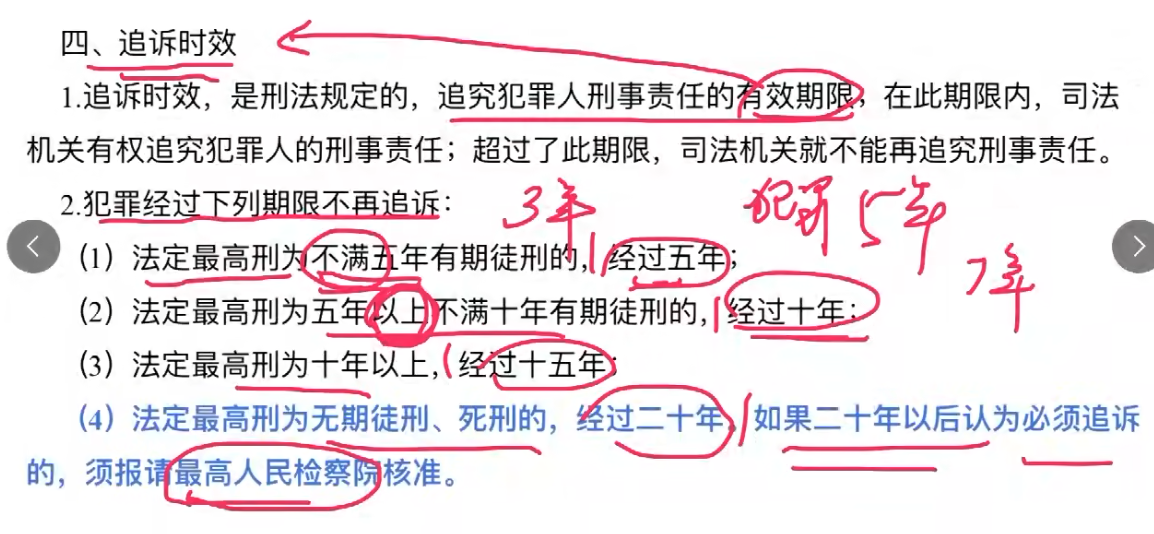 四、追诉时效
1.追诉时效，是刑法规定的，追究犯罪人刑事责任的有效期限；在此期限内，司法
机关有权追究犯罪人的刑事责任；超过了此期限，司法机关就不能再追究刑事责任。
2.犯罪经过下列期限不再追诉：
3年
犯罪 5年
（1）法定最高刑为不满五年有期徒刑的，经过五年；
7年
（2）法定最高刑为五年以上不满十年有期徒刑的，经过十年；
（3）法定最高刑为十年以上，经过十五年；
（4）法定最高刑为无期徒刑、死刑的，经过二十年，如果二十年以后认为必须追诉
的，须报请最高人民检察院核准。